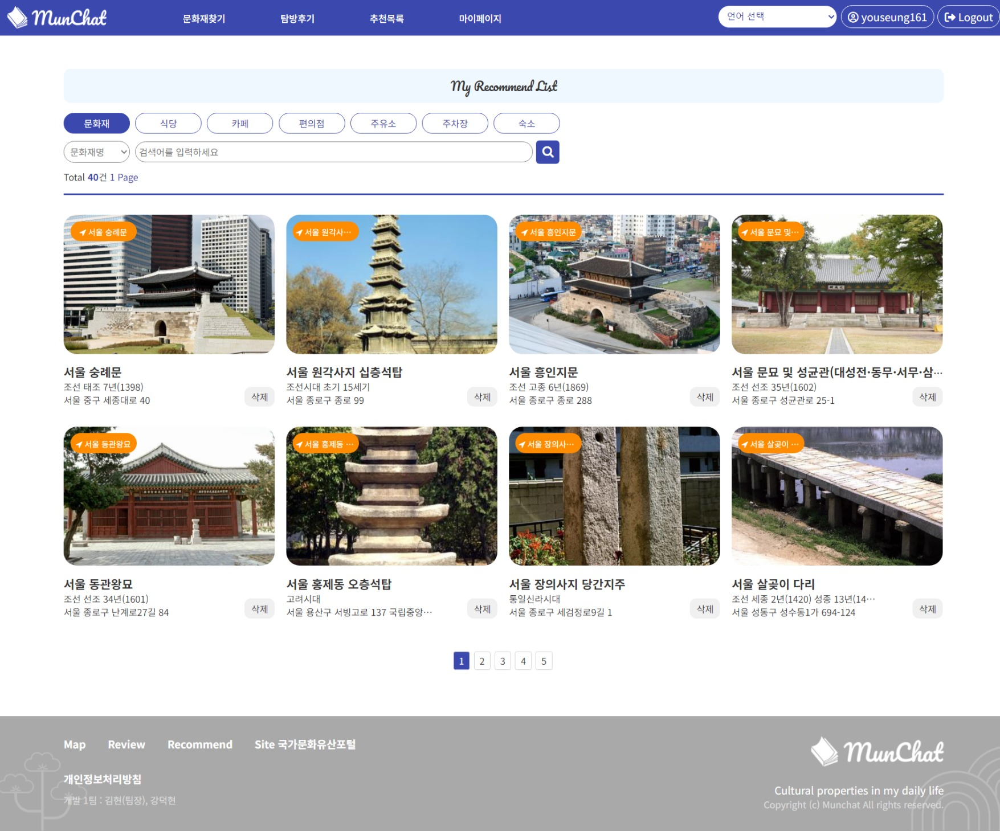 MunChat
문화재찾기 탐방후기 추천목록 마이페이지
언어 선택 youseung161 Logout
My Recommend List
문화재 식당 카페 편의점 주유소 주차장 숙소
문화재명 검색어를 입력하세요
Total 40건 1 Page
서울 숭례문 서울 원각사… 서울 흥인지문 서울 문묘 및…
서울 숭례문
조선 태조 7년(1398)
서울 중구 세종대로 40
삭제
서울 원각사지 십층석탑
조선시대 초기 15세기
서울 종로구 종로 99
삭제
서울 흥인지문
조선 고종 6년(1869)
서울 종로구 종로 288
삭제
서울 문묘 및 성균관(대성전·동무·서무·삼…
조선 선조 35년(1602)
서울 종로구 성균관로 25-1
삭제
서울 동관왕묘 서울 홍제동 … 서울 장의사… 서울 살곶이 …
서울 동관왕묘
조선 선조 34년(1601)
서울 종로구 난계로27길 84
삭제
서울 홍제동 오층석탑
고려시대
서울 용산구 서빙고로 137 국립중앙…
삭제
서울 장의사지 당간지주
통일신라시대
서울 종로구 세검정로9길 1
삭제
서울 살곶이 다리
조선 세종 2년(1420) 성종 13년(14…
서울 성동구 성수동1가 694-124
삭제
1 2 3 4 5
Map Review Recommend Site 국가문화유산포털
개인정보처리방침
개발 1팀 : 김현(팀장), 강덕현
MunChat
Cultural properties in my daily life
Copyright (c) Munchat All rights reserved.